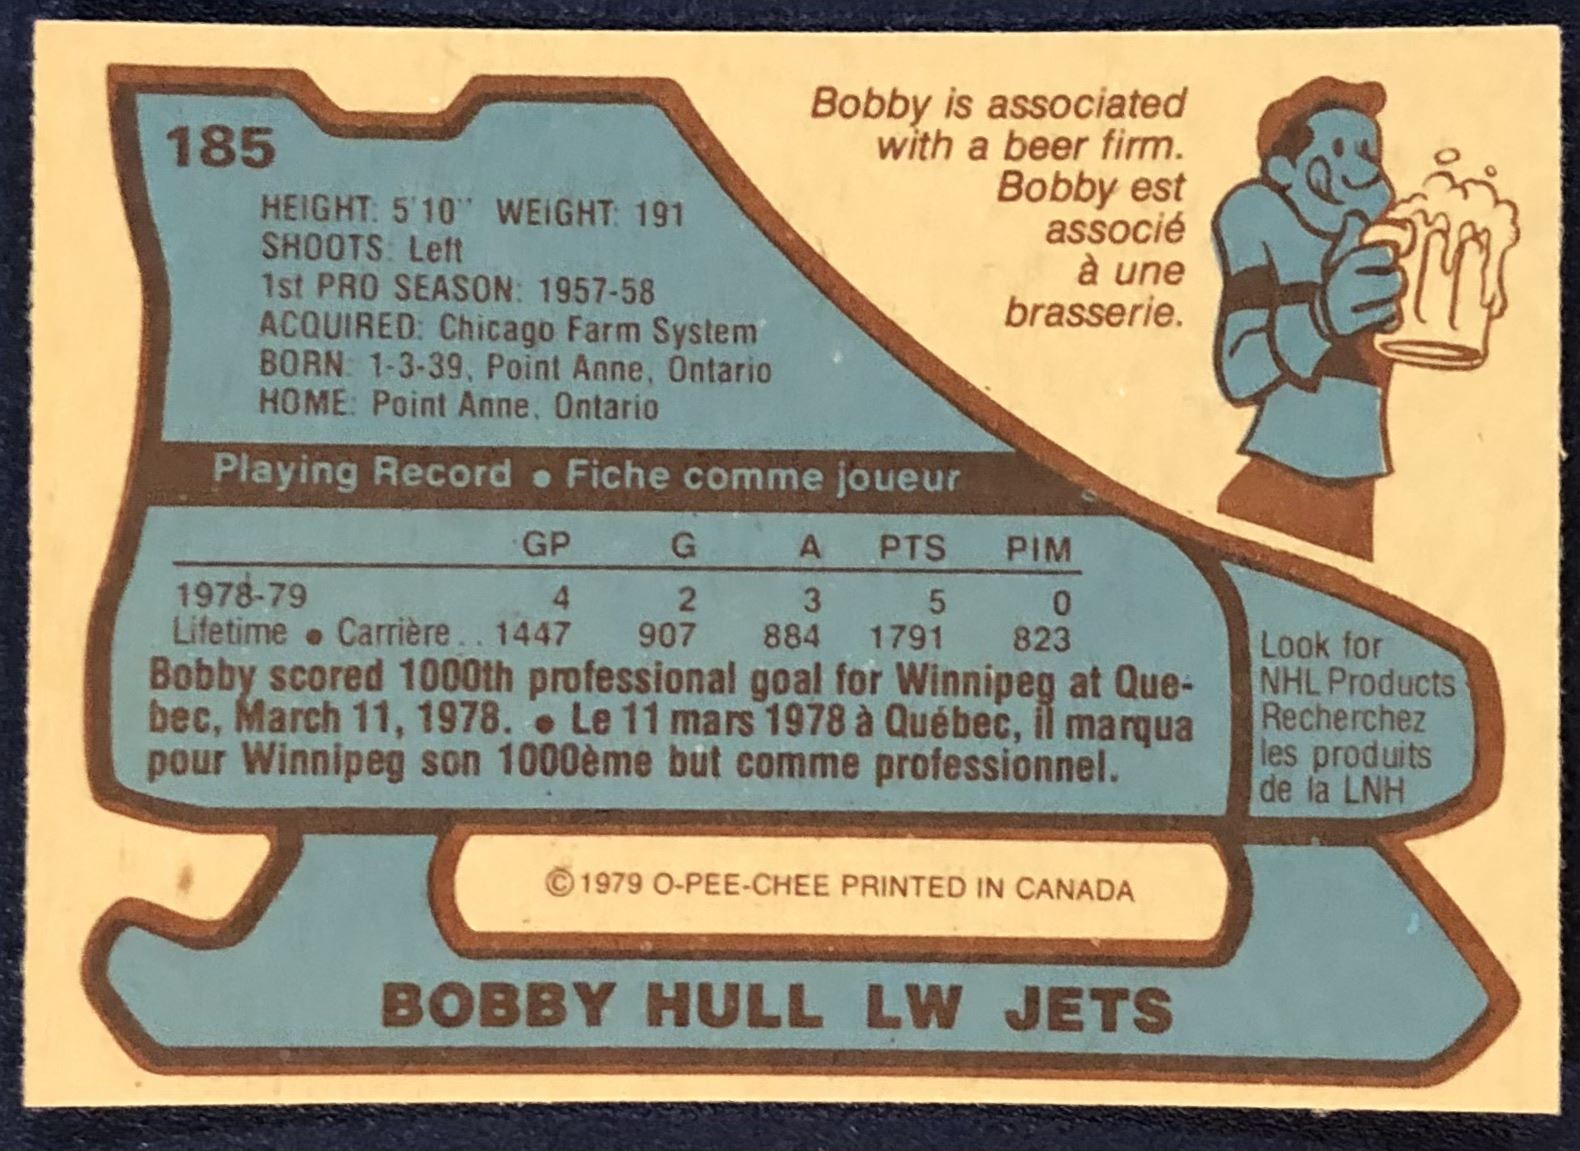 185
HEIGHT: 5'10" WEIGHT: 191
SHOOTS: Left
1st PRO SEASON: 1957-58
ACQUIRED: Chicago Farm System
BORN: 1-3-39, Point Anne, Ontario
HOME: Point Anne, Ontario
Bobby is associated
with a beer firm.
Bobby est
associé
à une
brasserie.
Playing Record • Fiche comme joueur
GP G A PTS PIM
1978-79 4 2 3 5 0
Lifetime • Carrière .. 1447 907 884 1791 823
Bobby scored 1000th professional goal for Winnipeg at Que-
bec, March 11, 1978. • Le 11 mars 1978 à Québec, il marqua
pour Winnipeg son 1000ème but comme professionnel.
Look for
NHL Products
Recherchez
les produits
de la LNH
©1979 O-PEE-CHEE PRINTED IN CANADA
BOBBY HULL LW JETS